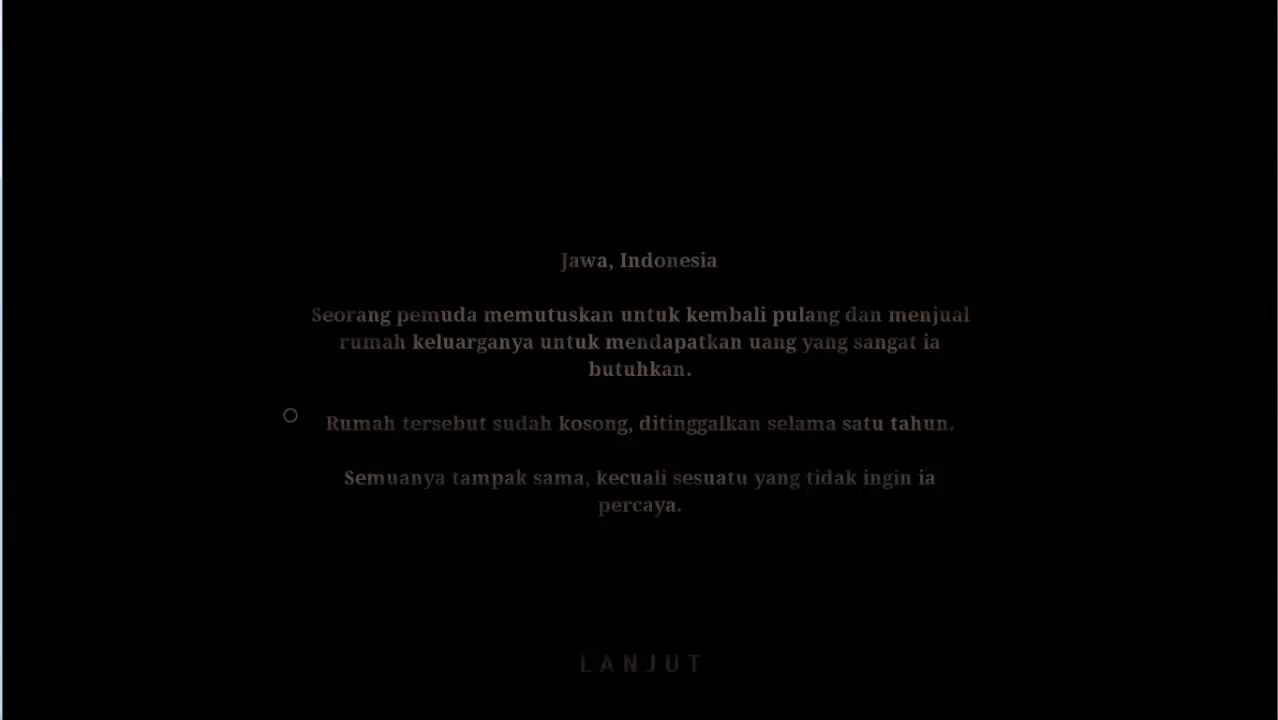 Jawa, Indonesia
Seorang pemuda memutuskan untuk kembali pulang dan menjual
rumah keluarganya untuk mendapatkan uang yang sangat ia
butuhkan.
Rumah tersebut sudah kosong, ditinggalkan selama satu tahun.
Semuanya tampak sama, kecuali sesuatu yang tidak ingin ia
percaya.
LANJUT